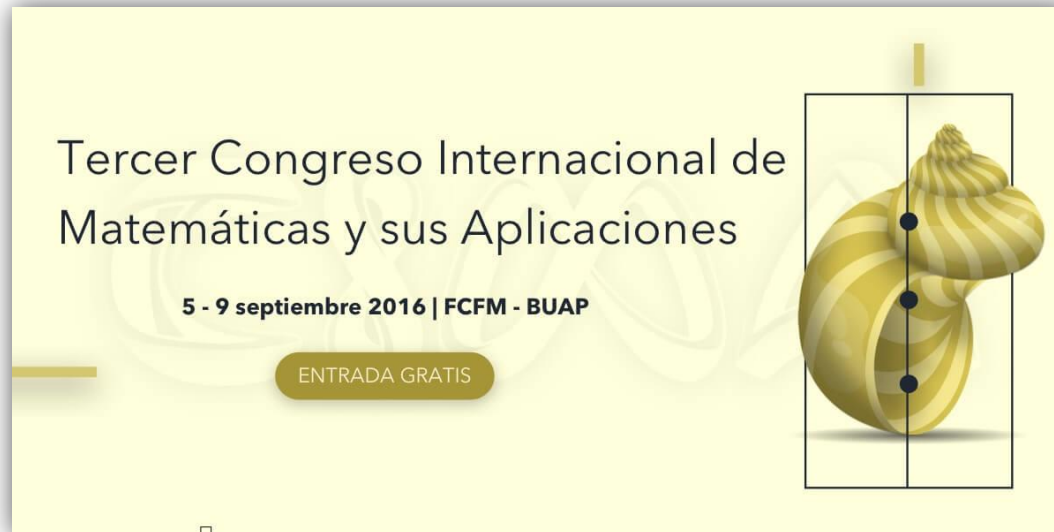 Tercer Congreso Internacional de
Matemáticas y sus Aplicaciones
5 - 9 septiembre 2016 | FCFM - BUAP
ENTRADA GRATIS